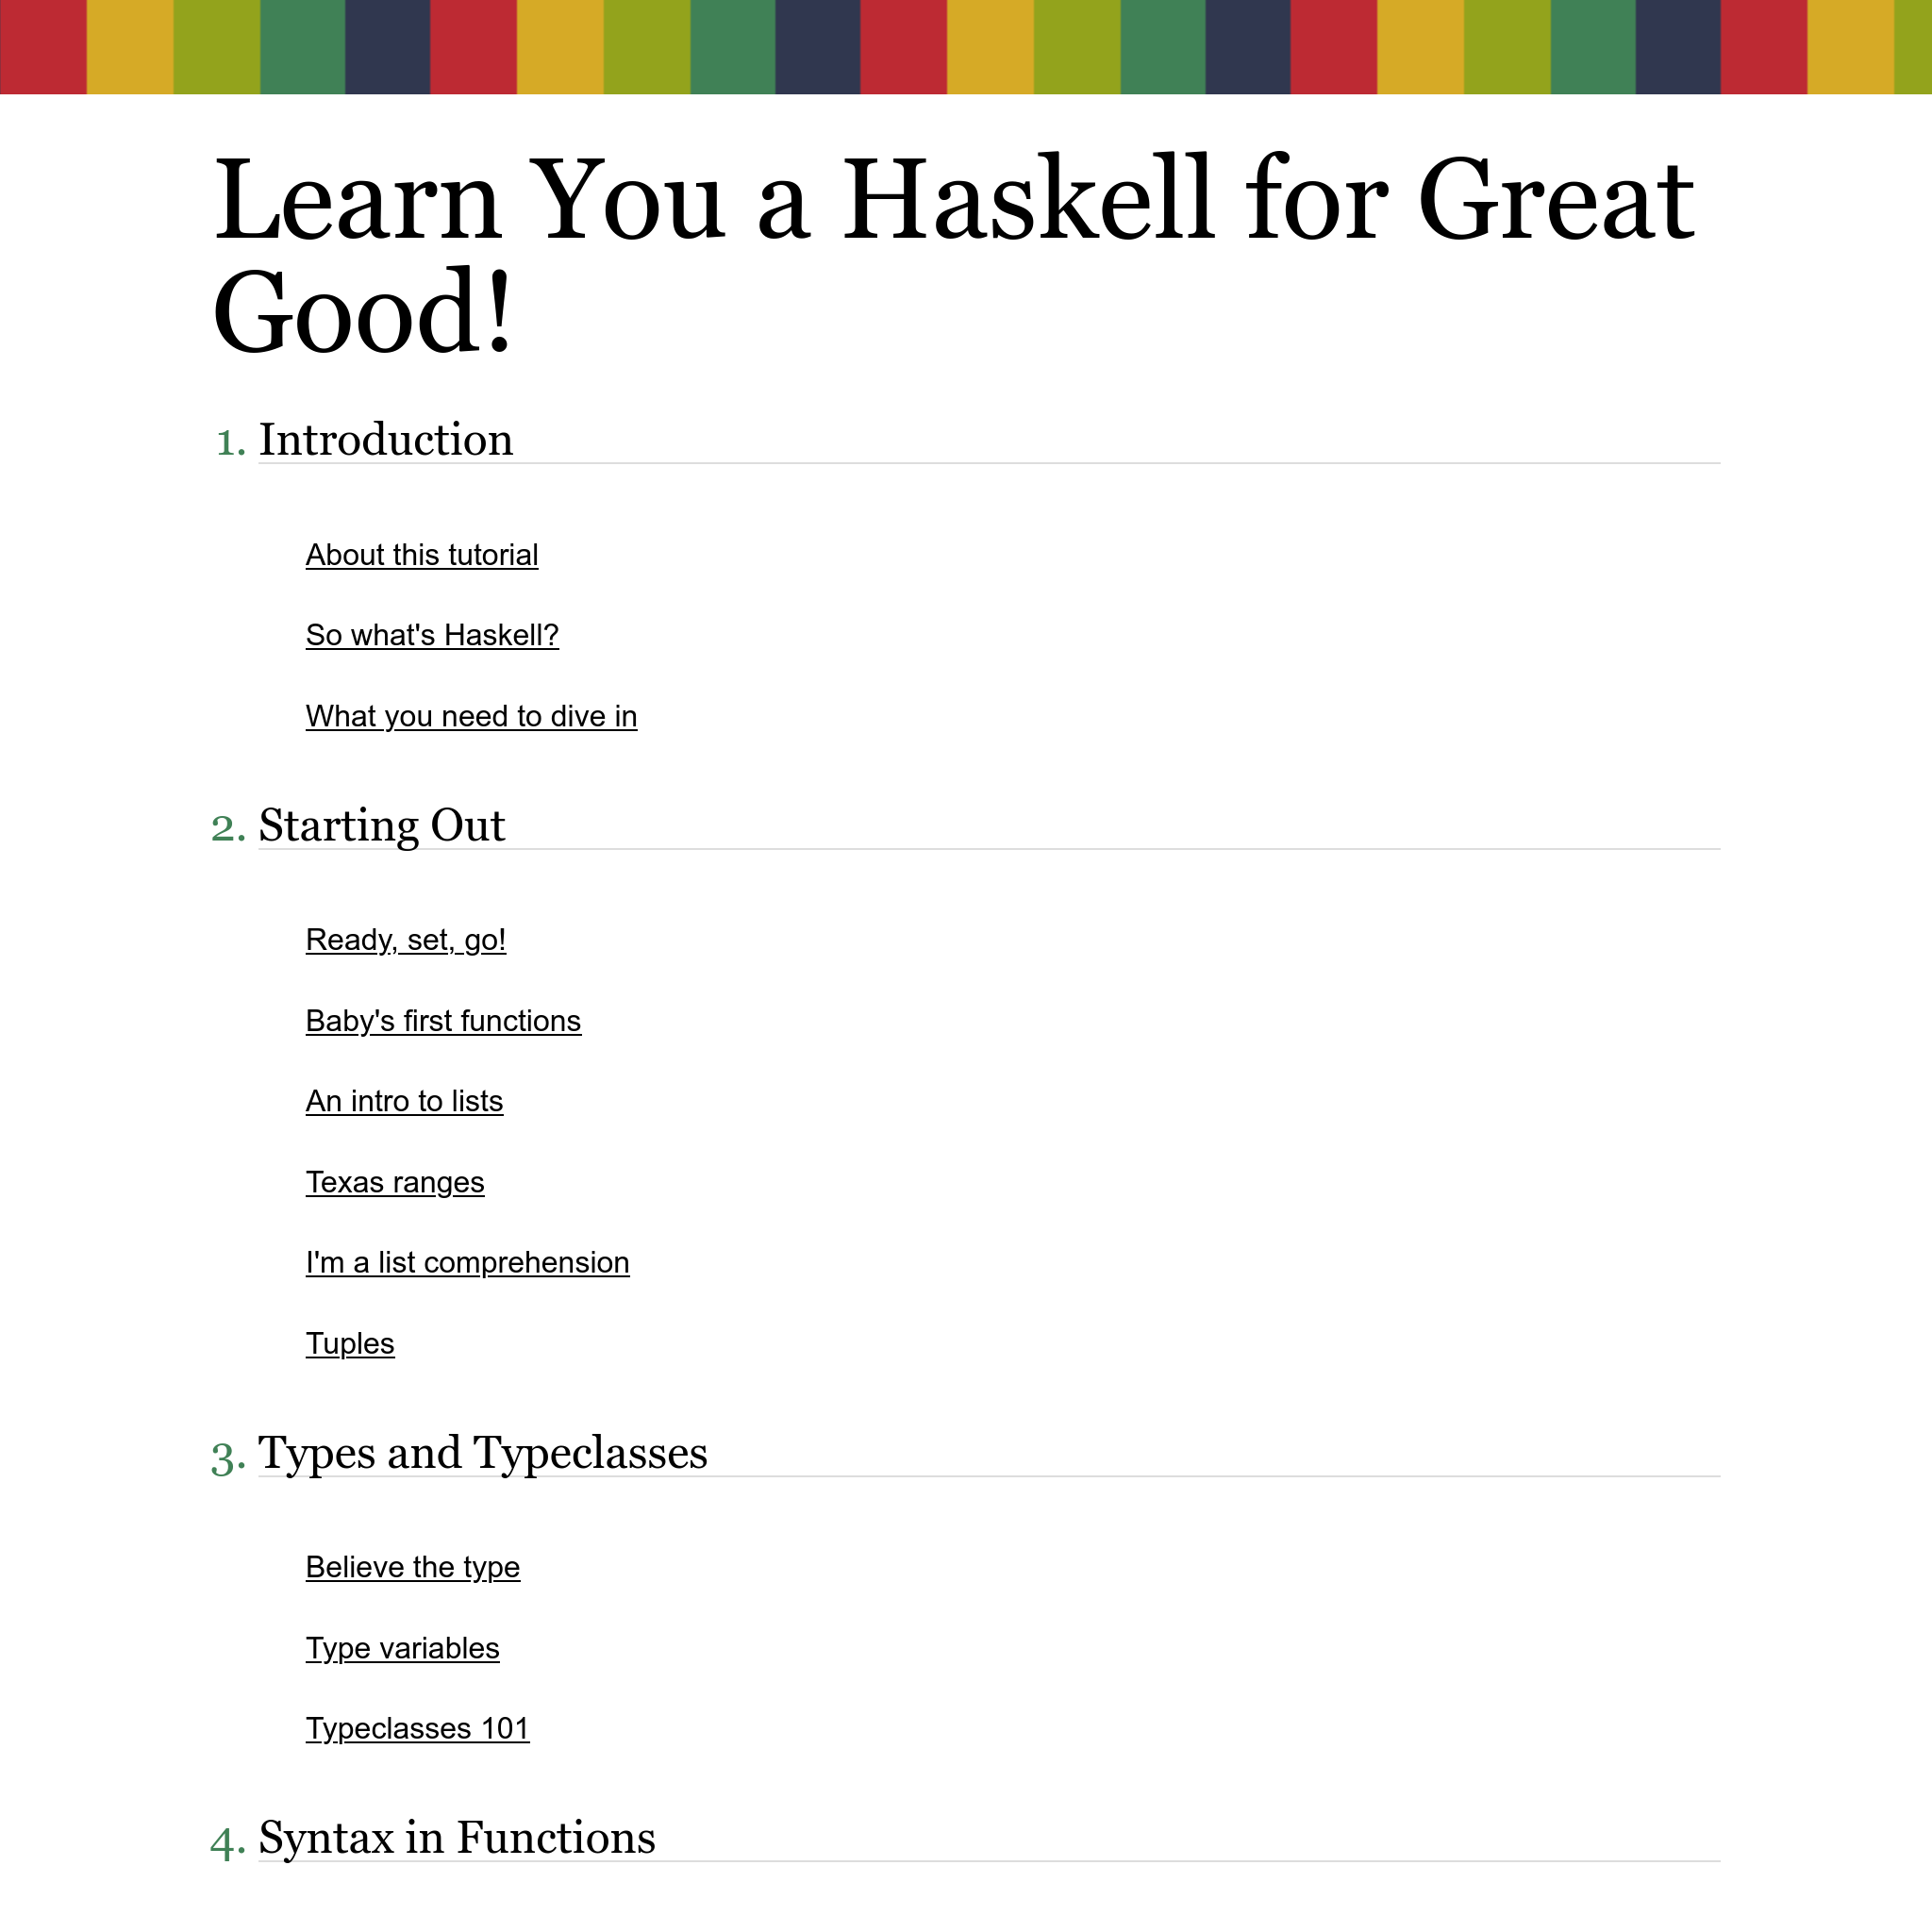 Learn You a Haskell for Great
Good!
1. Introduction
About this tutorial
So what's Haskell?
What you need to dive in
2. Starting Out
Ready, set, go!
Baby's first functions
An intro to lists
Texas ranges
I'm a list comprehension
Tuples
3. Types and Typeclasses
Believe the type
Type variables
Typeclasses 101
4. Syntax in Functions